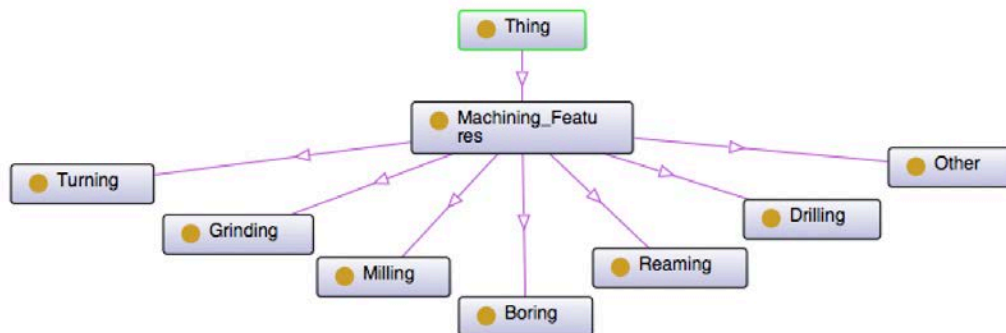 Thing
Machining_Featu
res
Turning
Other
Grinding
Drilling
Milling
Reaming
Boring